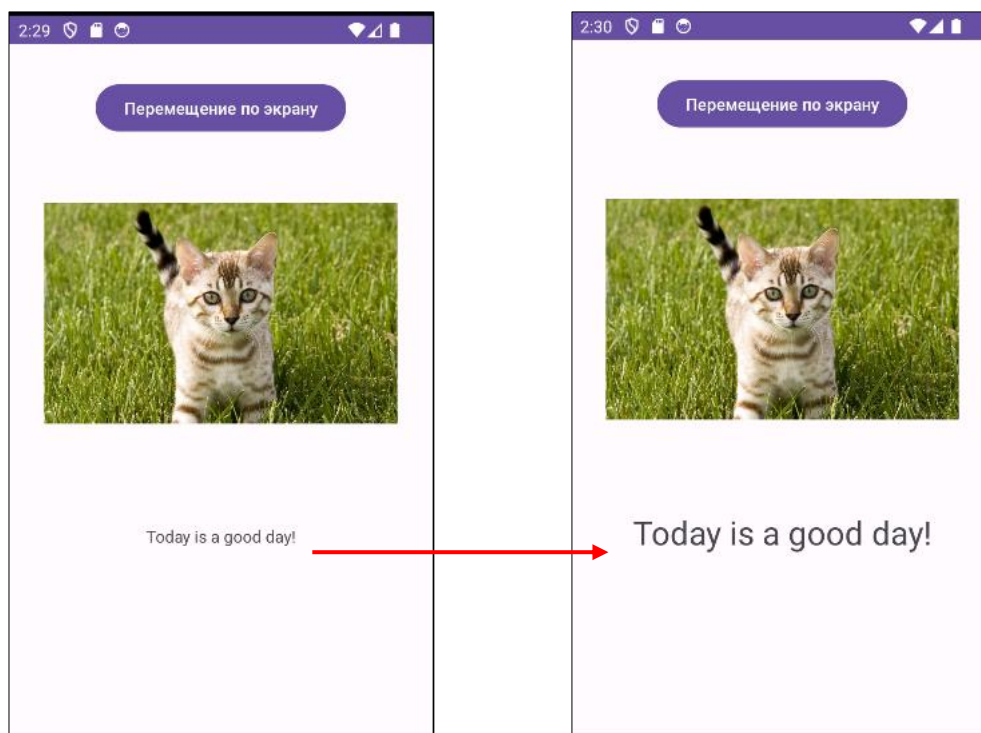 2:29
Перемещение по экрану
Today is a good day!
2:30
Перемещение по экрану
Today is a good day!